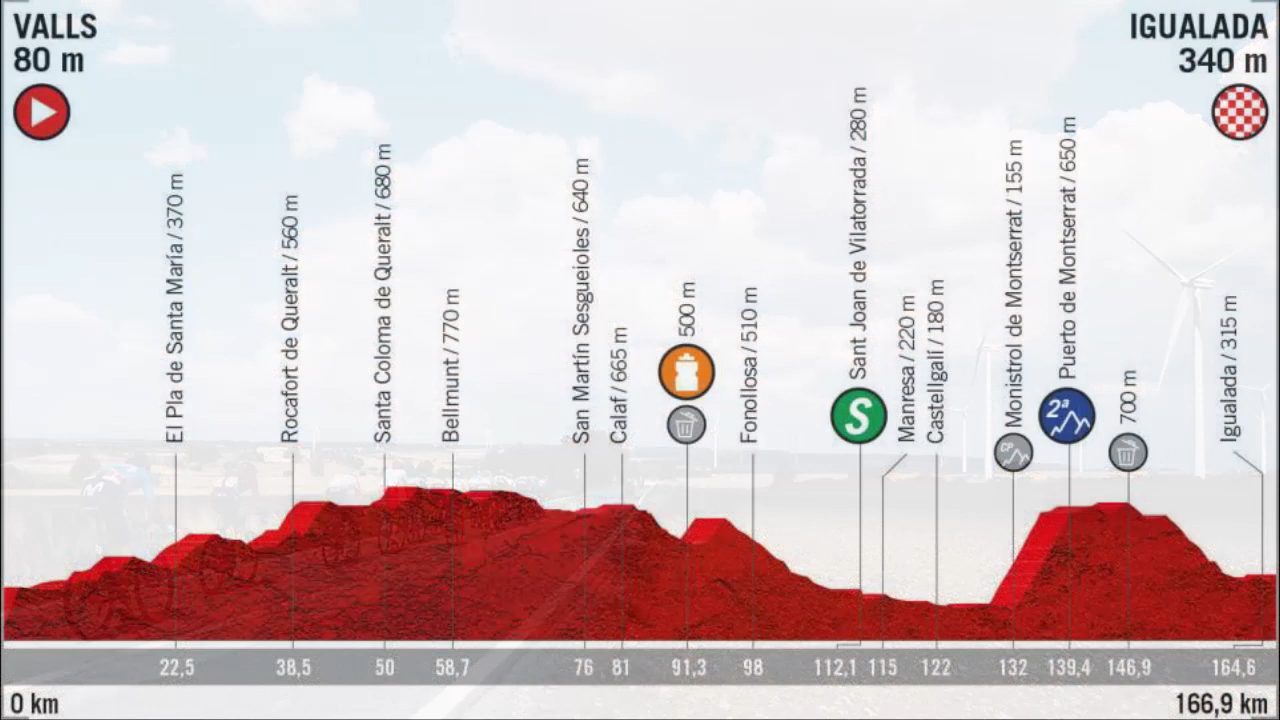 VALLS
80 m
IGUALADA
340 m
El Pla de Santa María / 370 m
Rocafort de Queralt / 560 m
Santa Coloma de Queralt / 680 m
Bellmunt / 770 m
San Martín Sesgueioles / 640 m
Calaf / 665 m
500 m
Fonollosa / 510 m
Sant Joan de Vilatorrada / 280 m
S
Manresa / 220 m
Castellgalí / 180 m
Monistrol de Montserrat / 155 m
Puerto de Montserrat / 650 m
2ª
700 m
Igualada / 315 m
22,5 38,5 50 58,7 76 81 91,3 98 112,1 115 122 132 139,4 146,9 164,6
0 km
166,9 km